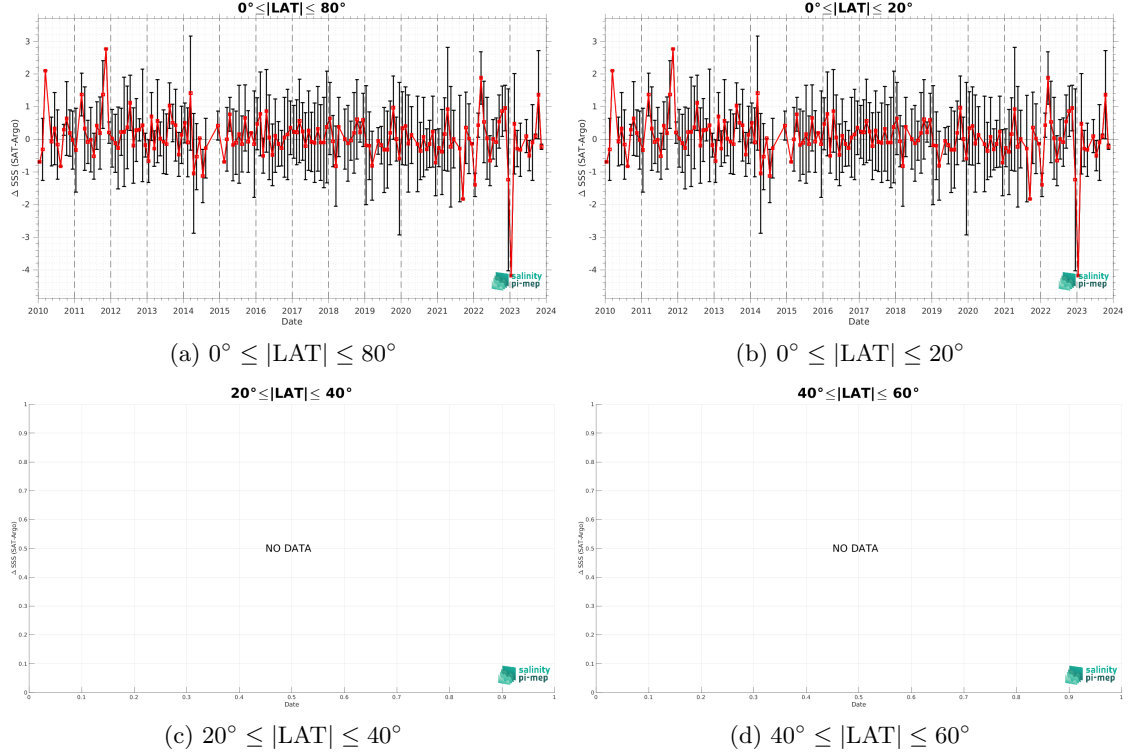 0°≤|LAT|≤ 80°
3
2
1
0
-1
-2
-3
-4
Δ SSS (SAT-Argo)
2010 2011 2012 2013 2014 2015 2016 2017 2018 2019 2020 2021 2022 2023 2024
Date
salinity
pi-mep
(a) 0° ≤ |LAT| ≤ 80°
0°≤|LAT|≤ 20°
3
2
1
0
-1
-2
-3
-4
Δ SSS (SAT-Argo)
2010 2011 2012 2013 2014 2015 2016 2017 2018 2019 2020 2021 2022 2023 2024
Date
salinity
pi-mep
(b) 0° ≤ |LAT| ≤ 20°
20°≤|LAT|≤ 40°
1
0.9
0.8
0.7
0.6
0.5
0.4
0.3
0.2
0.1
0
Δ SSS (SAT-Argo)
NO DATA
salinity
pi-mep
0 0.1 0.2 0.3 0.4 0.5 0.6 0.7 0.8 0.9 1
Date
(c) 20° ≤ |LAT| ≤ 40°
40°≤|LAT|≤ 60°
1
0.9
0.8
0.7
0.6
0.5
0.4
0.3
0.2
0.1
0
Δ SSS (SAT-Argo)
NO DATA
salinity
pi-mep
0 0.1 0.2 0.3 0.4 0.5 0.6 0.7 0.8 0.9 1
Date
(d) 40° ≤ |LAT| ≤ 60°